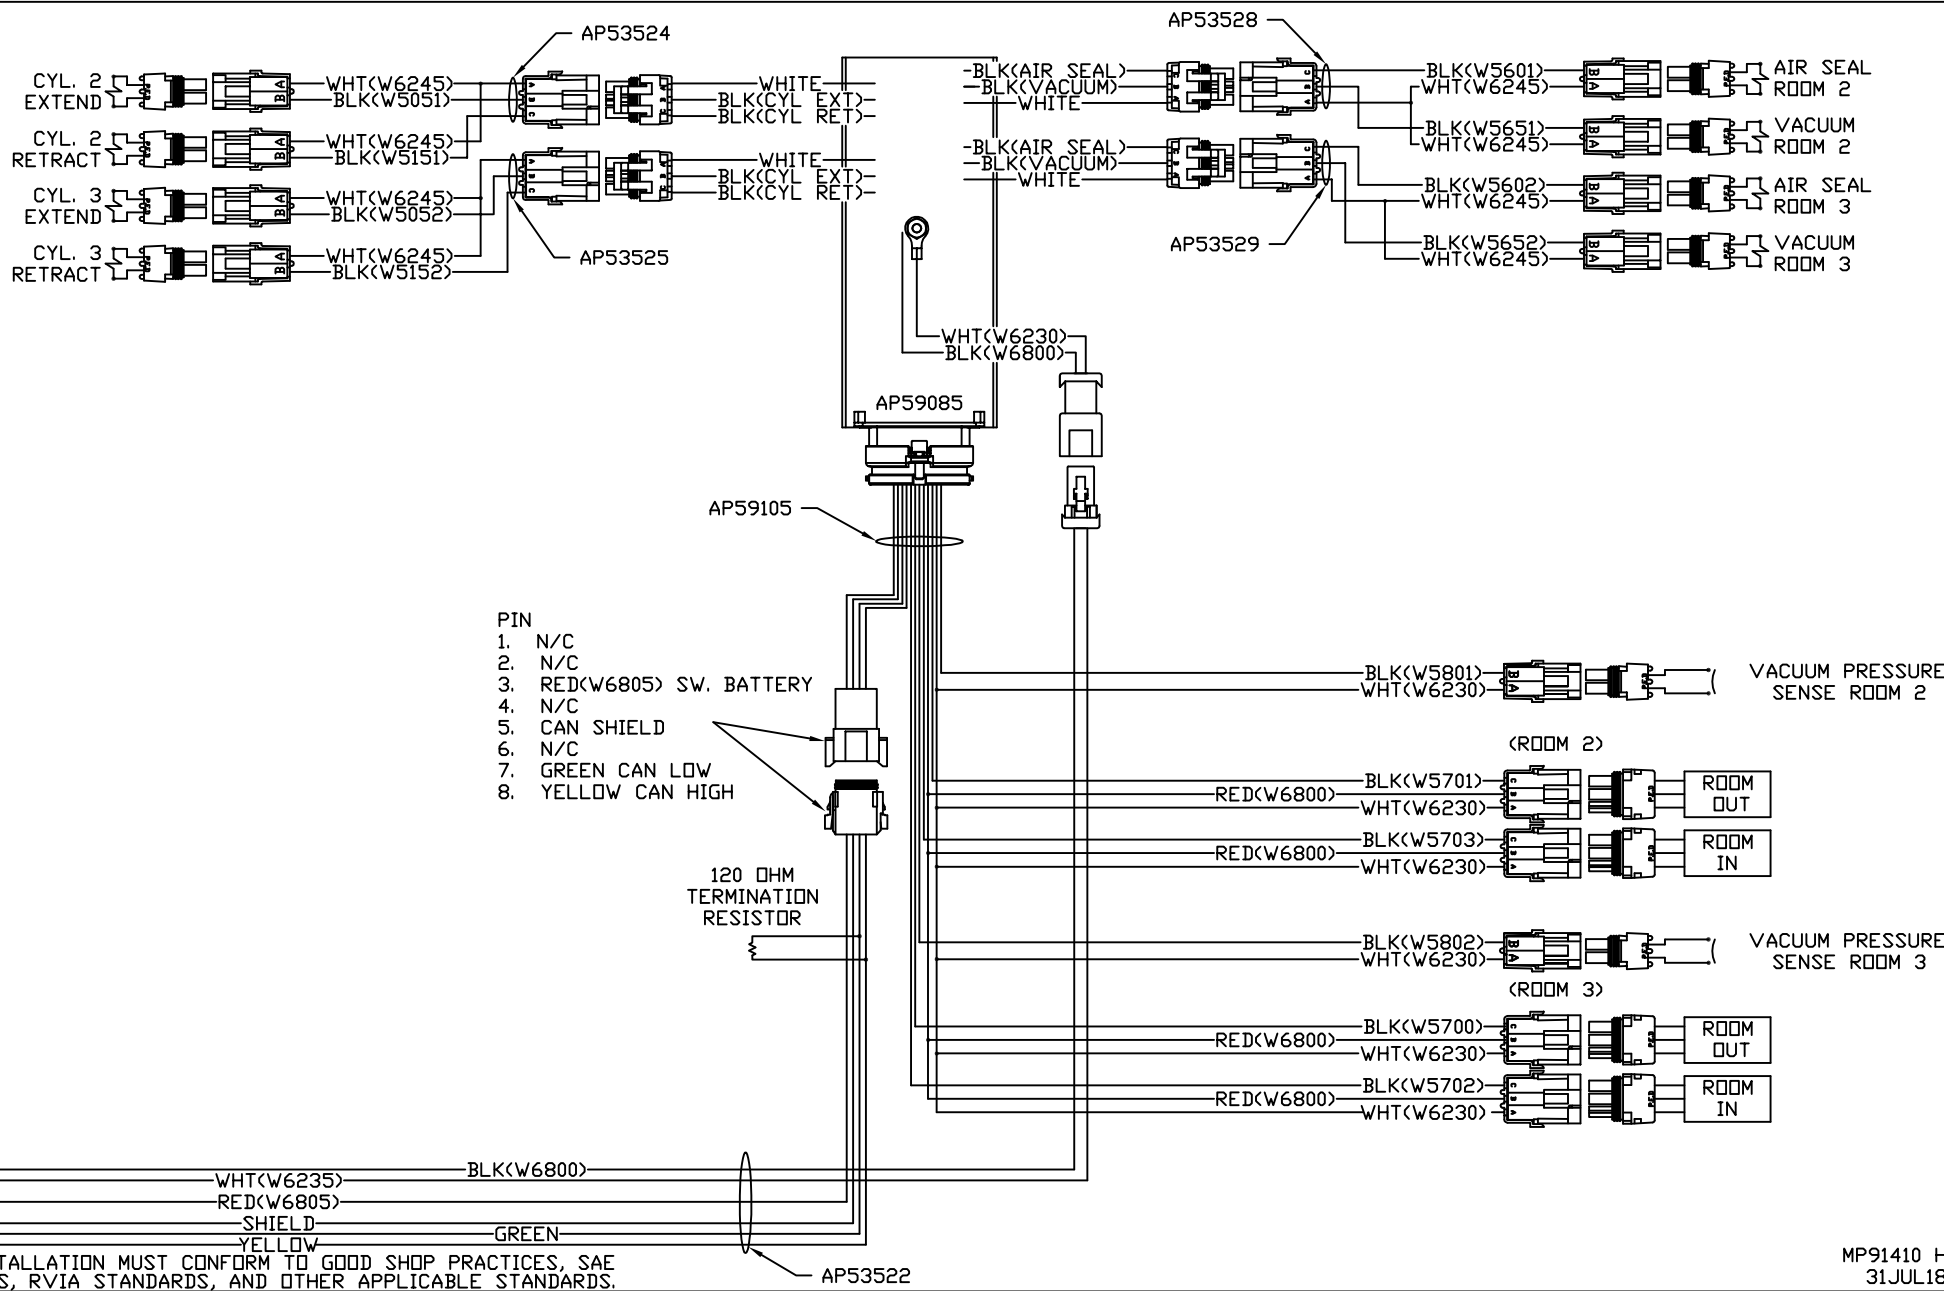 AP53524
CYL. 2
EXTEND
A
B
WHT(W6245)
BLK(W5051)
A
B
C
WHITE
BLK(CYL EXT)
BLK(CYL RET)
CYL. 2
RETRACT
A
B
WHT(W6245)
BLK(W5151)
CYL. 3
EXTEND
A
B
WHT(W6245)
BLK(W5052)
A
B
C
WHITE
BLK(CYL EXT)
BLK(CYL RET)
CYL. 3
RETRACT
A
B
WHT(W6245)
BLK(W5152)
AP53525
AP53528
BLK(AIR SEAL)
BLK(VACUUM)
WHITE
BLK(W5601)
WHT(W6245)
B
A
AIR SEAL
ROOM 2
BLK(W5651)
WHT(W6245)
B
A
VACUUM
ROOM 2
BLK(AIR SEAL)
BLK(VACUUM)
WHITE
BLK(W5602)
WHT(W6245)
B
A
AIR SEAL
ROOM 3
AP53529
BLK(W5652)
WHT(W6245)
B
A
VACUUM
ROOM 3
WHT(W6230)
BLK(W6800)
AP59085
AP59105
PIN
1. N/C
2. N/C
3. RED(W6805) SW. BATTERY
4. N/C
5. CAN SHIELD
6. N/C
7. GREEN CAN LOW
8. YELLOW CAN HIGH
120 OHM
TERMINATION
RESISTOR
BLK(W5801)
WHT(W6230)
B
A
VACUUM PRESSURE
SENSE ROOM 2
(ROOM 2)
BLK(W5701)
RED(W6800)
WHT(W6230)
C
B
A
ROOM
OUT
BLK(W5703)
RED(W6800)
WHT(W6230)
C
B
A
ROOM
IN
BLK(W5802)
WHT(W6230)
B
A
VACUUM PRESSURE
SENSE ROOM 3
(ROOM 3)
BLK(W5700)
RED(W6800)
WHT(W6230)
C
B
A
ROOM
OUT
BLK(W5702)
RED(W6800)
WHT(W6230)
C
B
A
ROOM
IN
BLK(W6800)
WHT(W6235)
RED(W6805)
SHIELD
GREEN
YELLOW
TALLATION MUST CONFORM TO GOOD SHOP PRACTICES, SAE
S, RVIA STANDARDS, AND OTHER APPLICABLE STANDARDS.
AP53522
MP91410 H
31JUL18